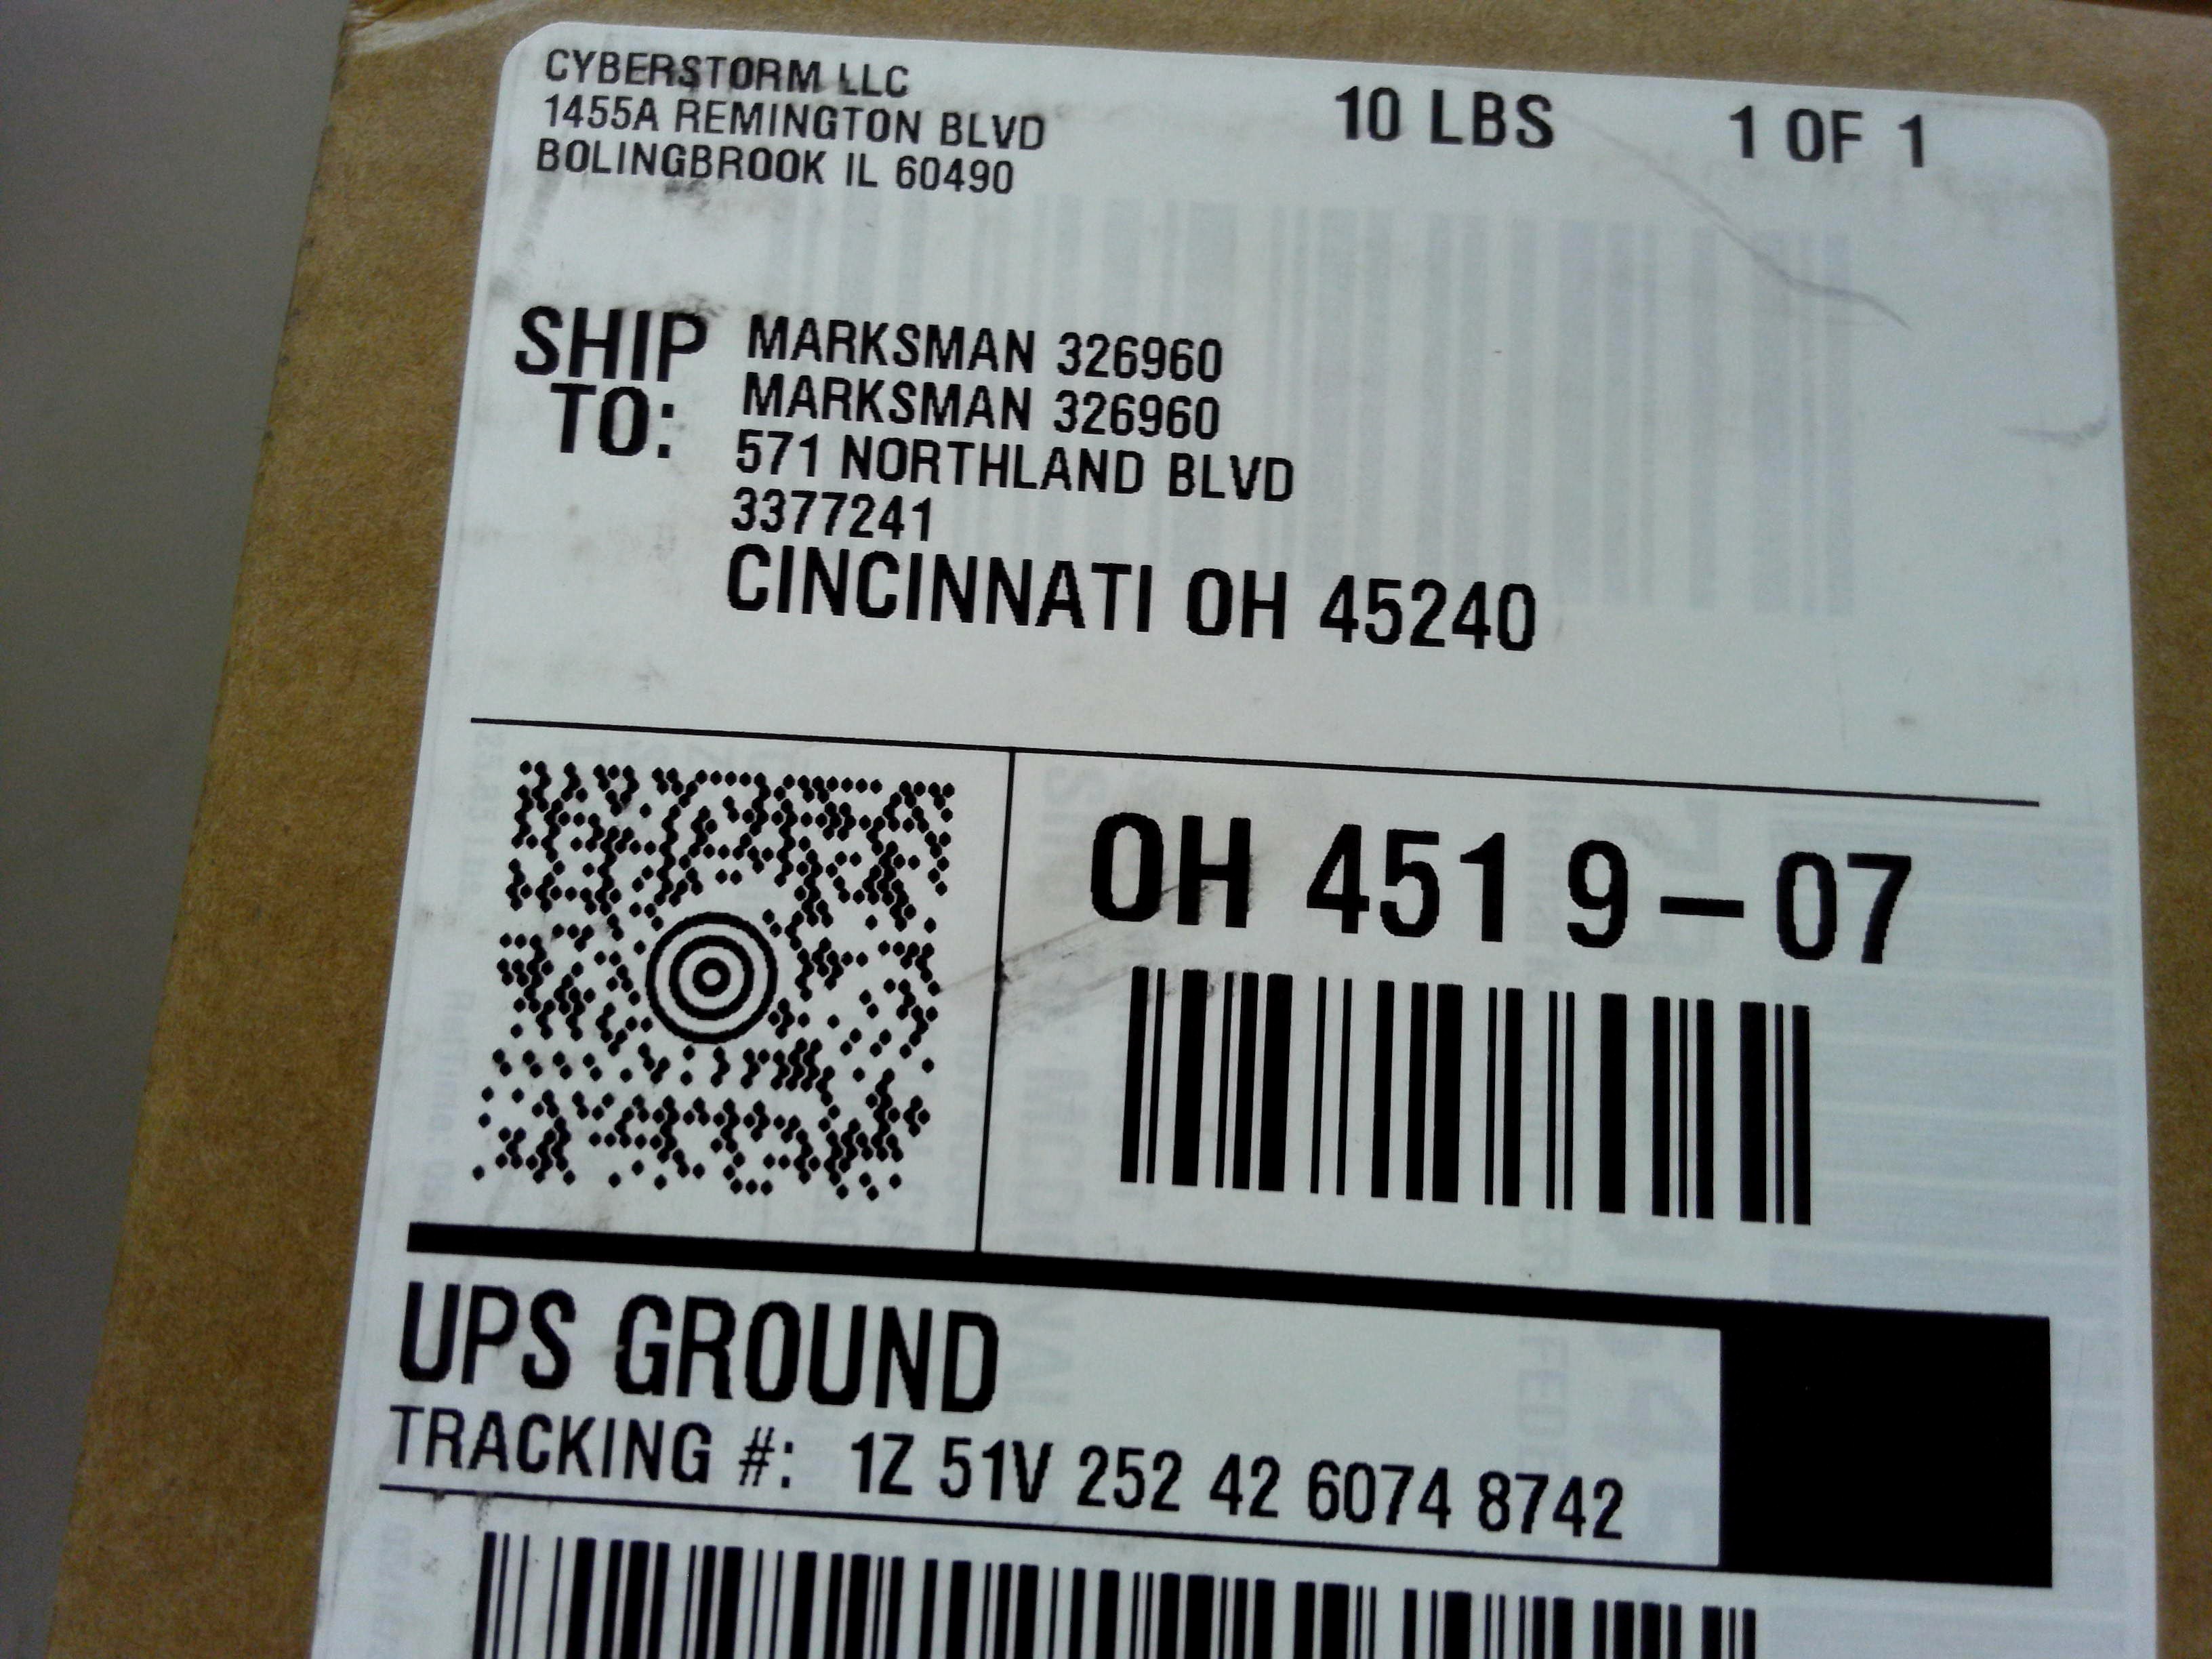 CYBERSTORM LLC
1455A REMINGTON BLVD
BOLINGBROOK IL 60490
10 LBS 1 OF 1
SHIP TO:
MARKSMAN 326960
MARKSMAN 326960
571 NORTHLAND BLVD
3377241
CINCINNATI OH 45240
OH 451 9-07
UPS GROUND
TRACKING #: 1Z 51V 252 42 6074 8742